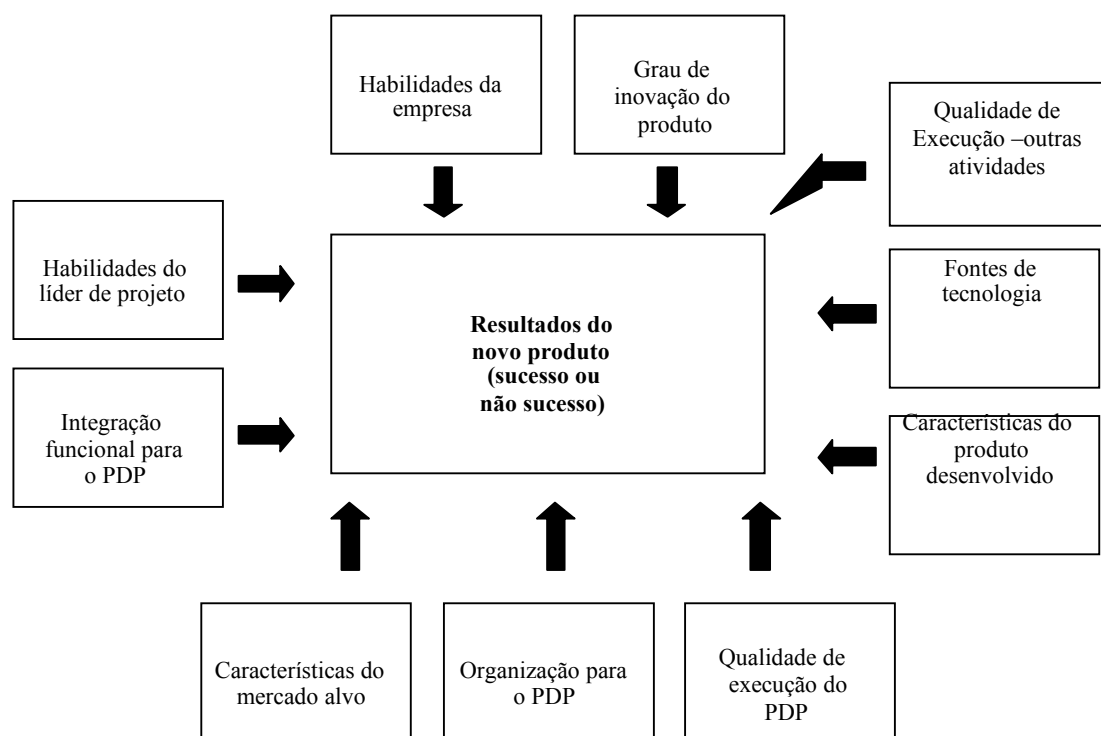 Habilidades da
empresa
Grau de
inovação do
produto
Qualidade de
Execução –outras
atividades
Habilidades do
líder de projeto
Fontes de
tecnologia
Resultados do
novo produto
(sucesso ou
não sucesso)
Integração
funcional para
o PDP
Características do
produto
desenvolvido
Características do
mercado alvo
Organização para
o PDP
Qualidade de
execução do
PDP